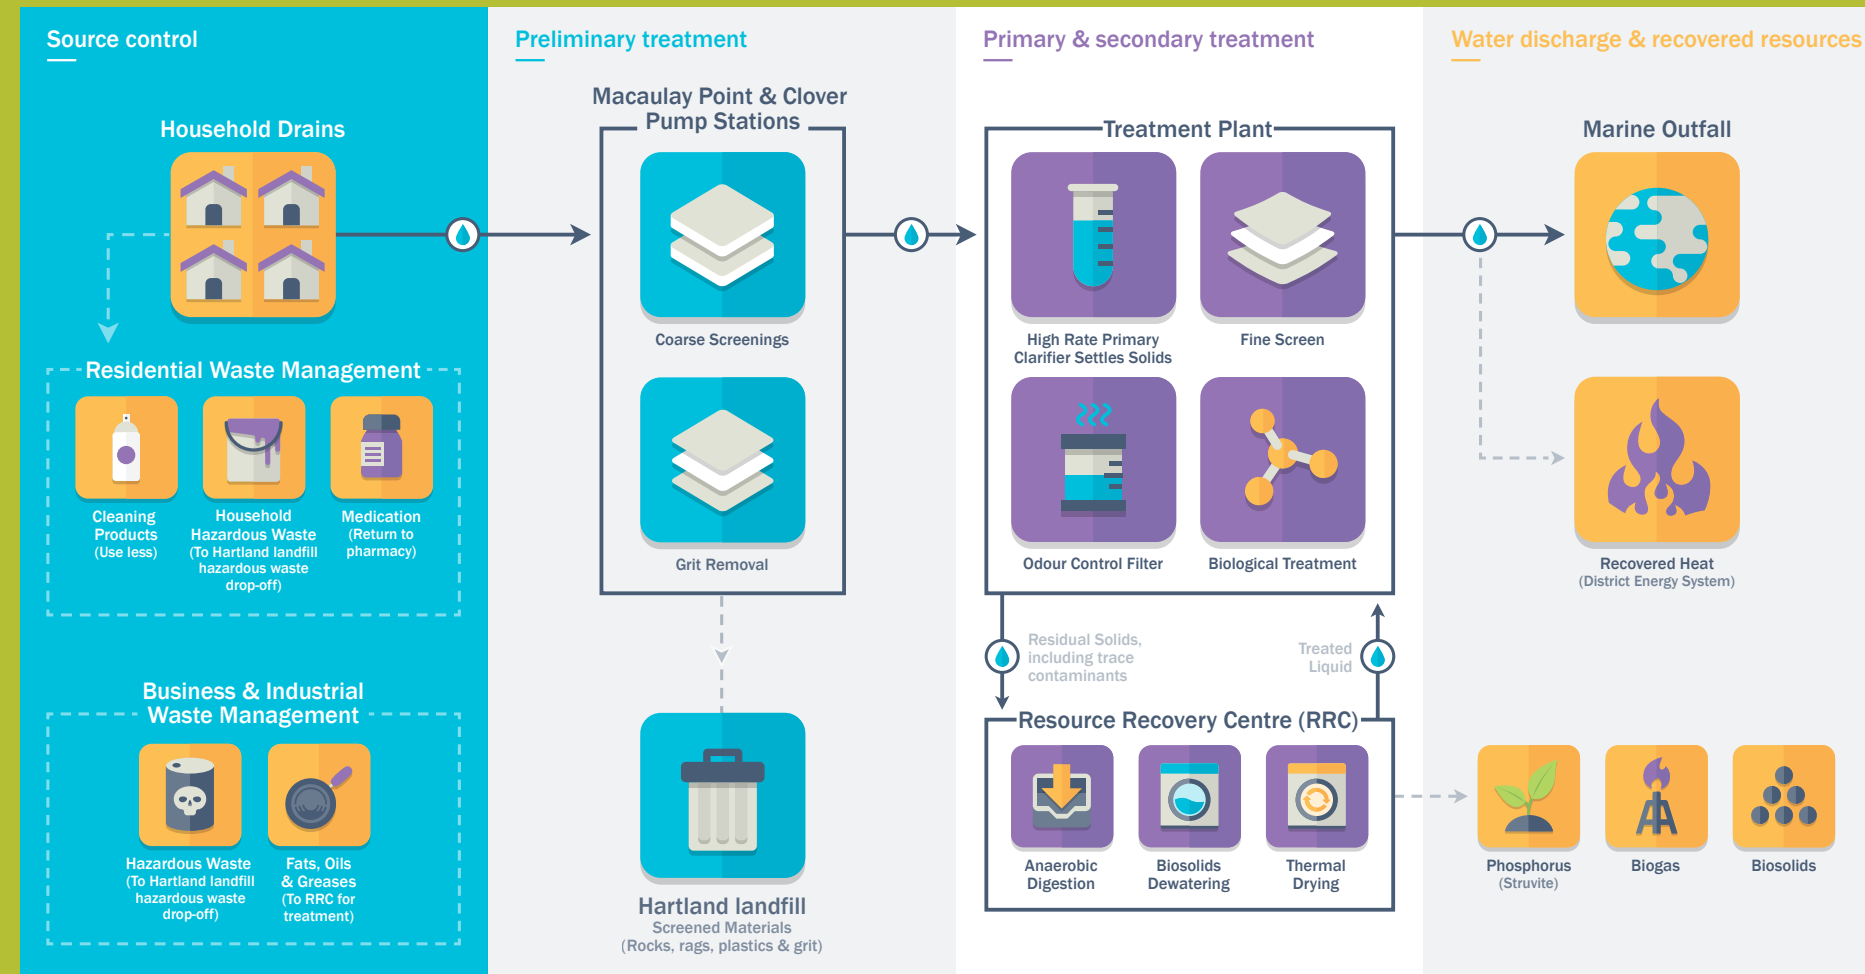 Source control
Household Drains
Residential Waste Management
Cleaning
Products
(Use less)
Household
Hazardous Waste
(To Hartland landfill
hazardous waste
drop-off)
Medication
(Return to
pharmacy)
Business & Industrial
Waste Management
Hazardous Waste
(To Hartland landfill
hazardous waste
drop-off)
Fats, Oils
& Greases
(To RRC for
treatment)
Preliminary treatment
Macaulay Point & Clover
Pump Stations
Coarse Screenings
Grit Removal
Hartland landfill
Screened Materials
(Rocks, rags, plastics & grit)
Primary & secondary treatment
Treatment Plant
High Rate Primary
Clarifier Settles Solids
Fine Screen
Odour Control Filter
Biological Treatment
Residual Solids,
including trace
contaminants
Treated
Liquid
Resource Recovery Centre (RRC)
Anaerobic
Digestion
Biosolids
Dewatering
Thermal
Drying
Water discharge & recovered resources
Marine Outfall
Recovered Heat
(District Energy System)
Phosphorus
(Struvite)
Biogas
Biosolids